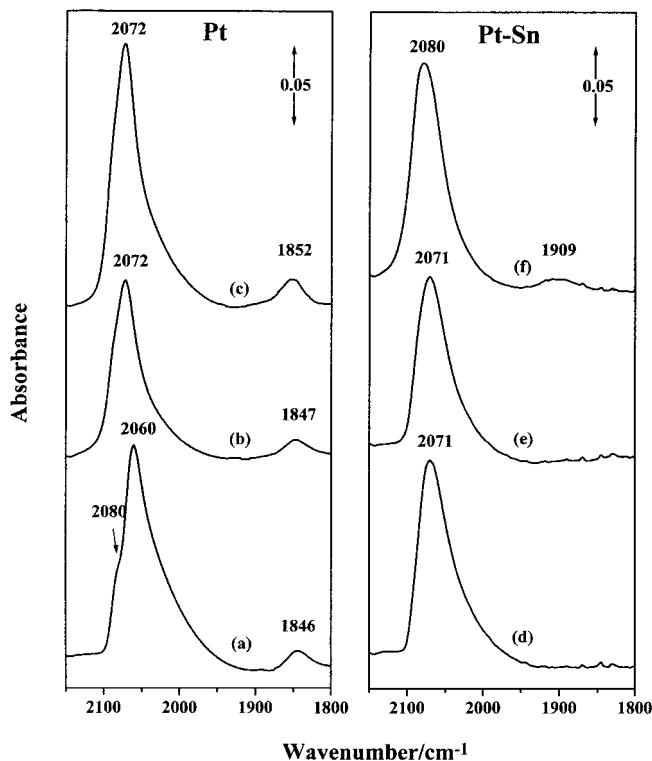 Pt
2072
0.05
1852
(c)
2072
1847
(b)
2060
2080
1846
(a)
Pt-Sn
2080
0.05
1909
(f)
2071
(e)
2071
(d)
Absorbance
2100 2000 1900 1800
2100 2000 1900 1800
Wavenumber/cm-1